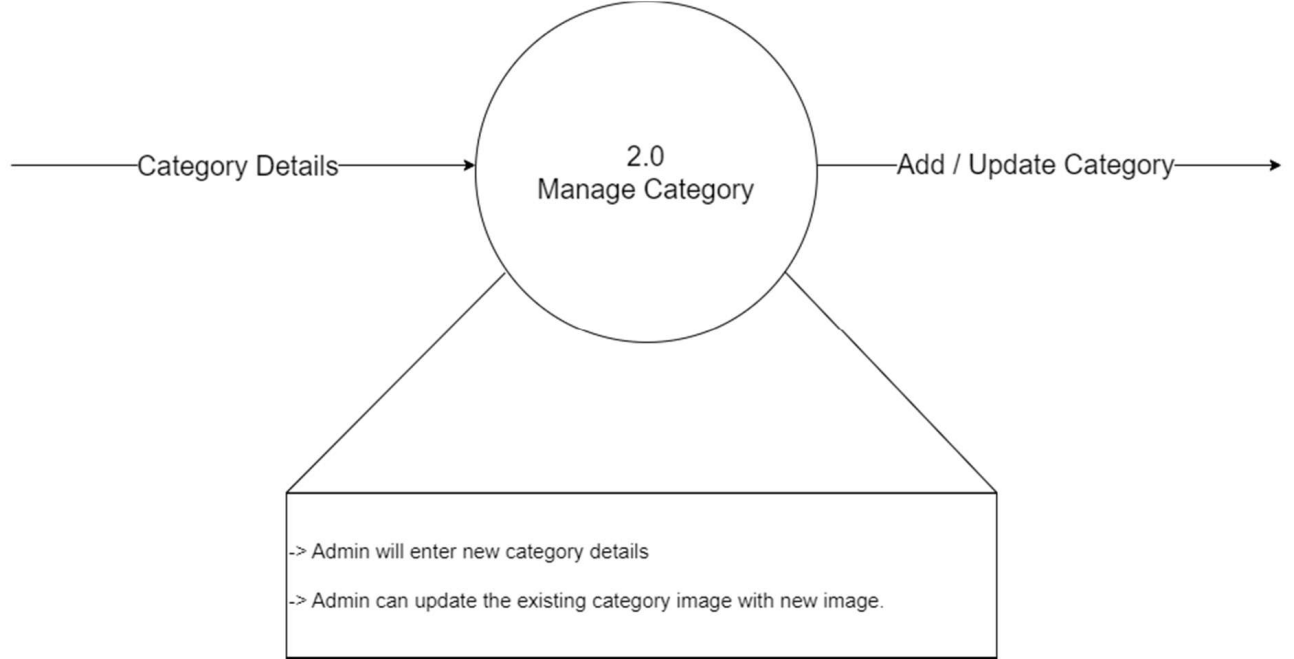 Category Details
2.0
Manage Category
Add / Update Category
-> Admin will enter new category details
-> Admin can update the existing category image with new image.